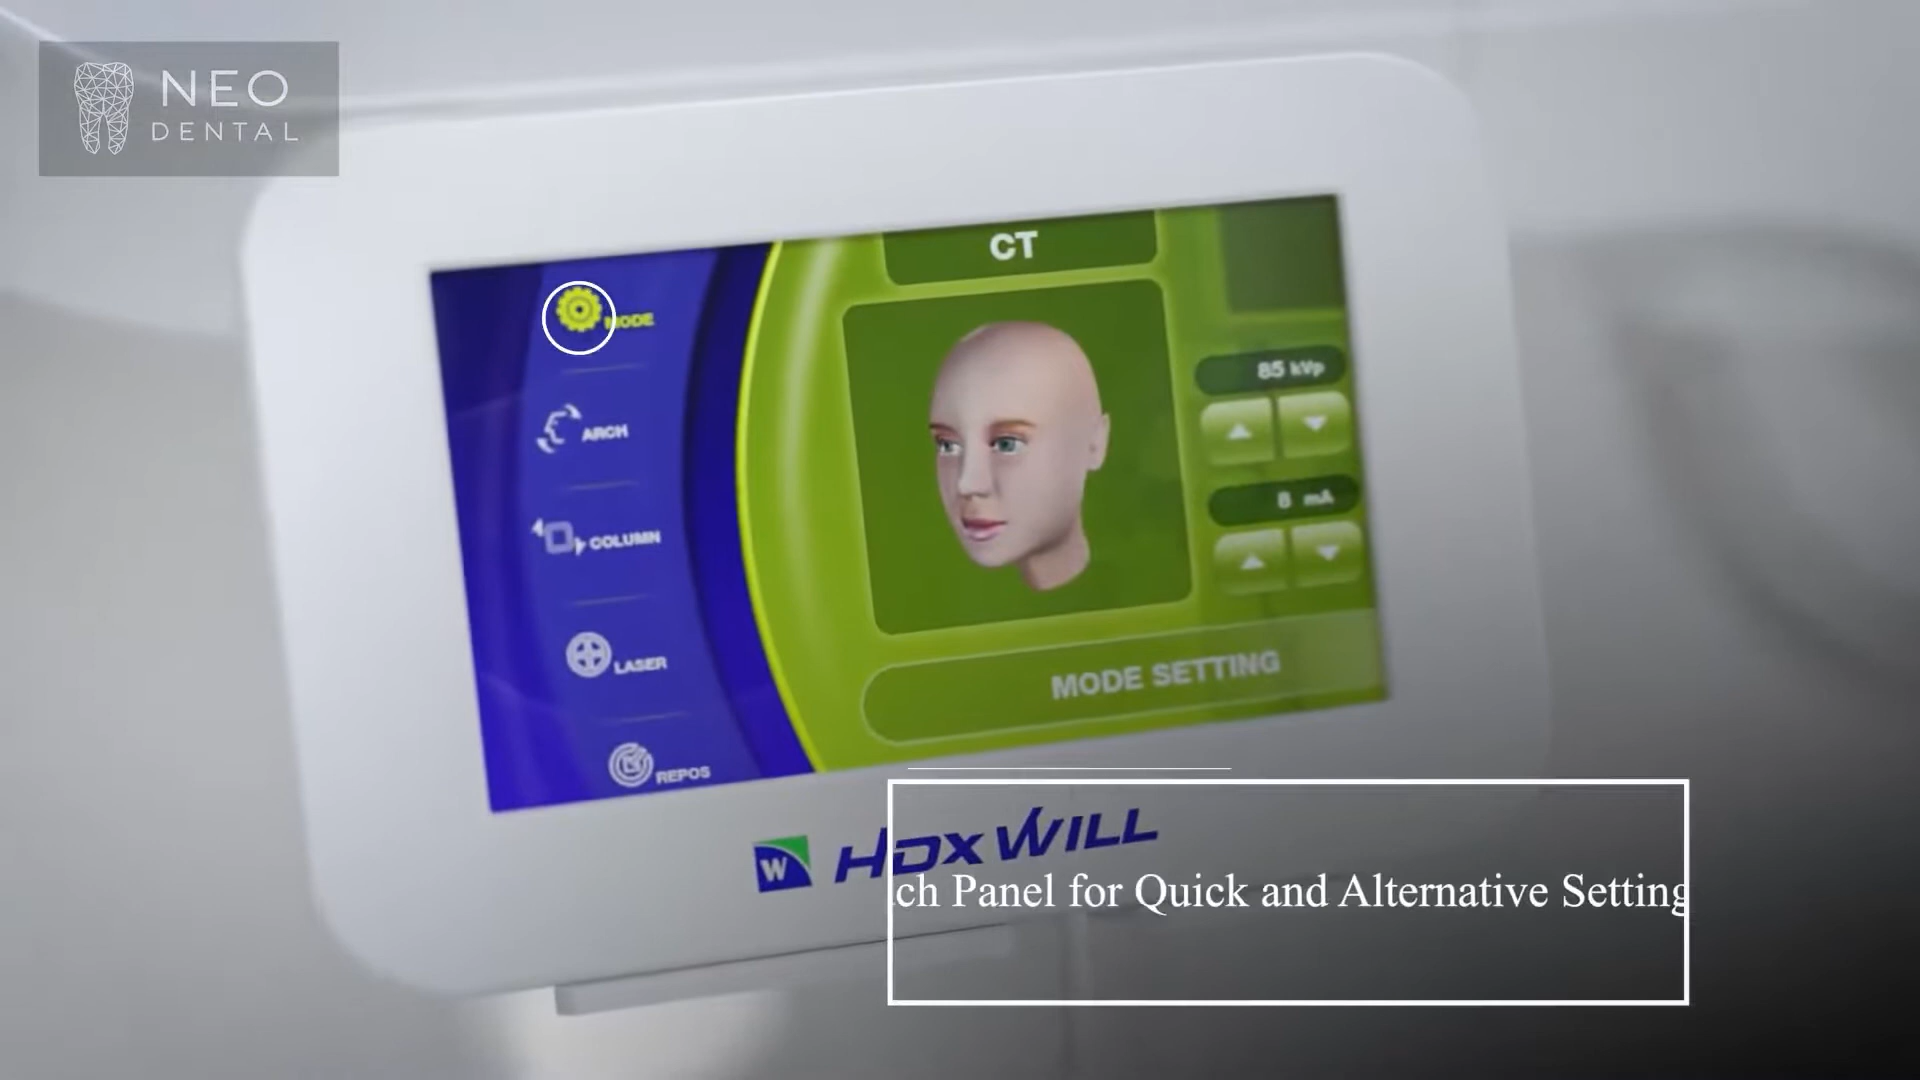 NEO
DENTAL
CT
MODE
85 kVp
ARCH
8 mA
COLUMN
LASER
MODE SETTING
REPOS
W HDXWILL
ch Panel for Quick and Alternative Setting